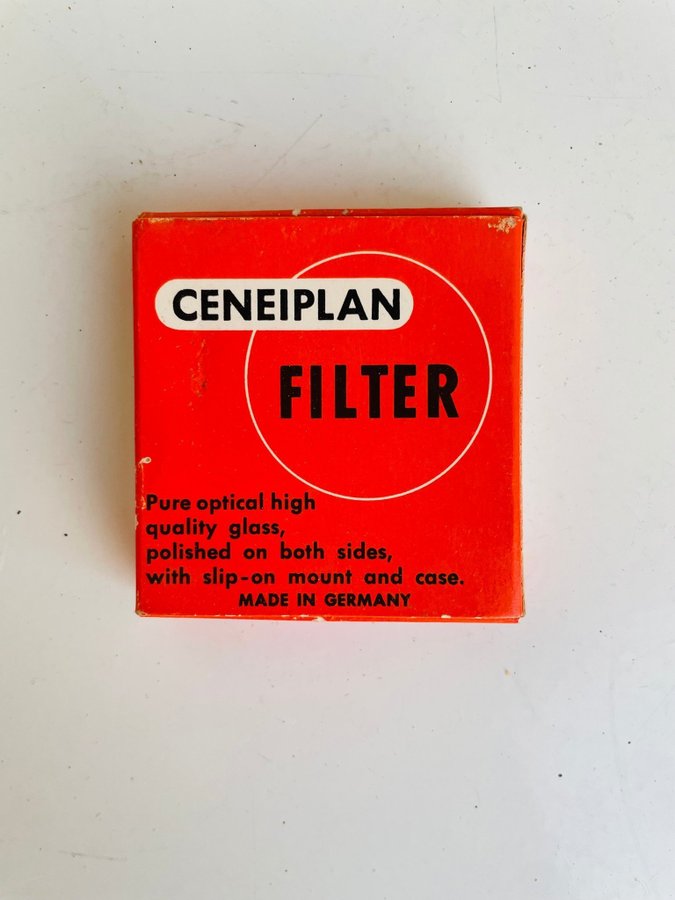 CENEIPLAN
FILTER
Pure optical high
quality glass,
polished on both sides,
with slip-on mount and case.
MADE IN GERMANY